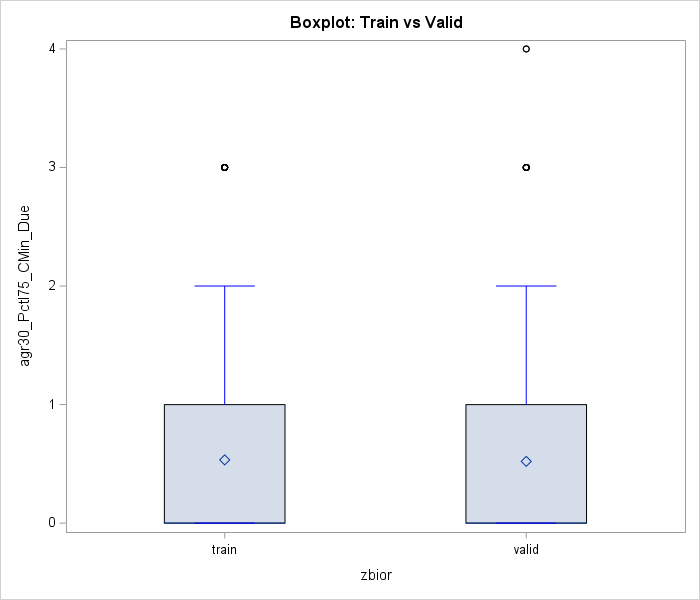 Boxplot: Train vs Valid
agr30_Pctl75_CMin_Due
4
3
2
1
0
train
valid
zbior